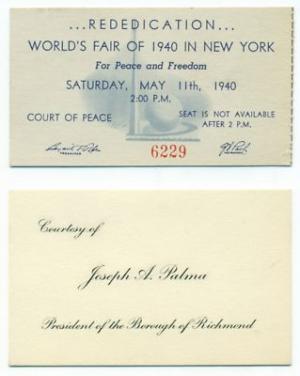 ...REDEDICATION...
WORLD'S FAIR OF 1940 IN NEW YORK
For Peace and Freedom
SATURDAY, MAY 11th, 1940
2:00 P.M.
COURT OF PEACE
SEAT IS NOT AVAILABLE
AFTER 2 P.M.
6229
Courtesy of
Joseph A. Palma
President of the Borough of Richmond